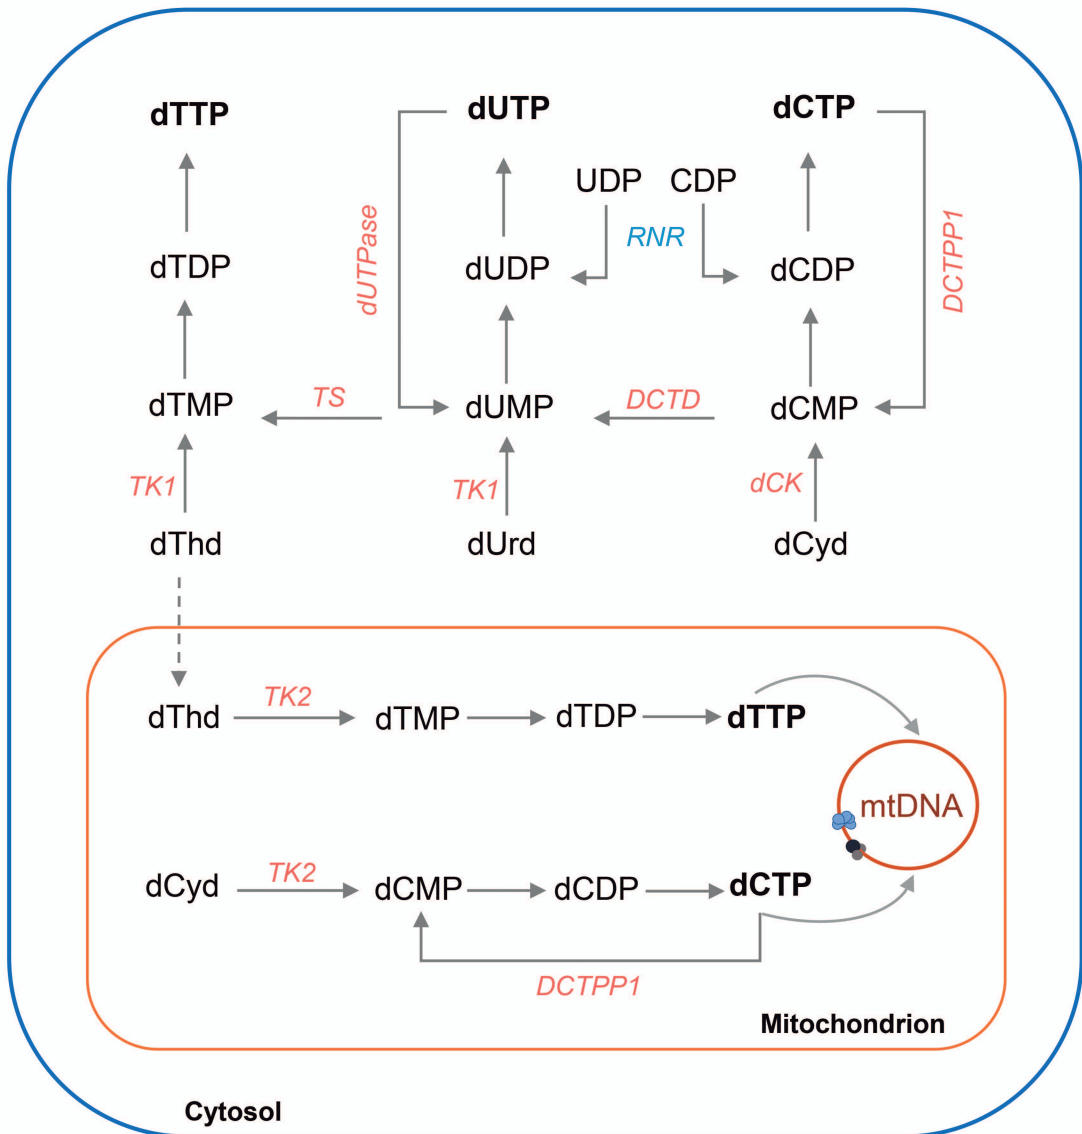 dTTP
dUTP
dCTP
UDP
CDP
dUTPase
RNR
DCTPP1
dTDP
dUDP
dCDP
dTMP
TS
dUMP
DCTD
dCMP
TK1
TK1
dCK
dThd
dUrd
dCyd
dThd
TK2
dTMP
dTDP
dTTP
mtDNA
dCyd
TK2
dCMP
dCDP
dCTP
DCTPP1
Mitochondrion
Cytosol